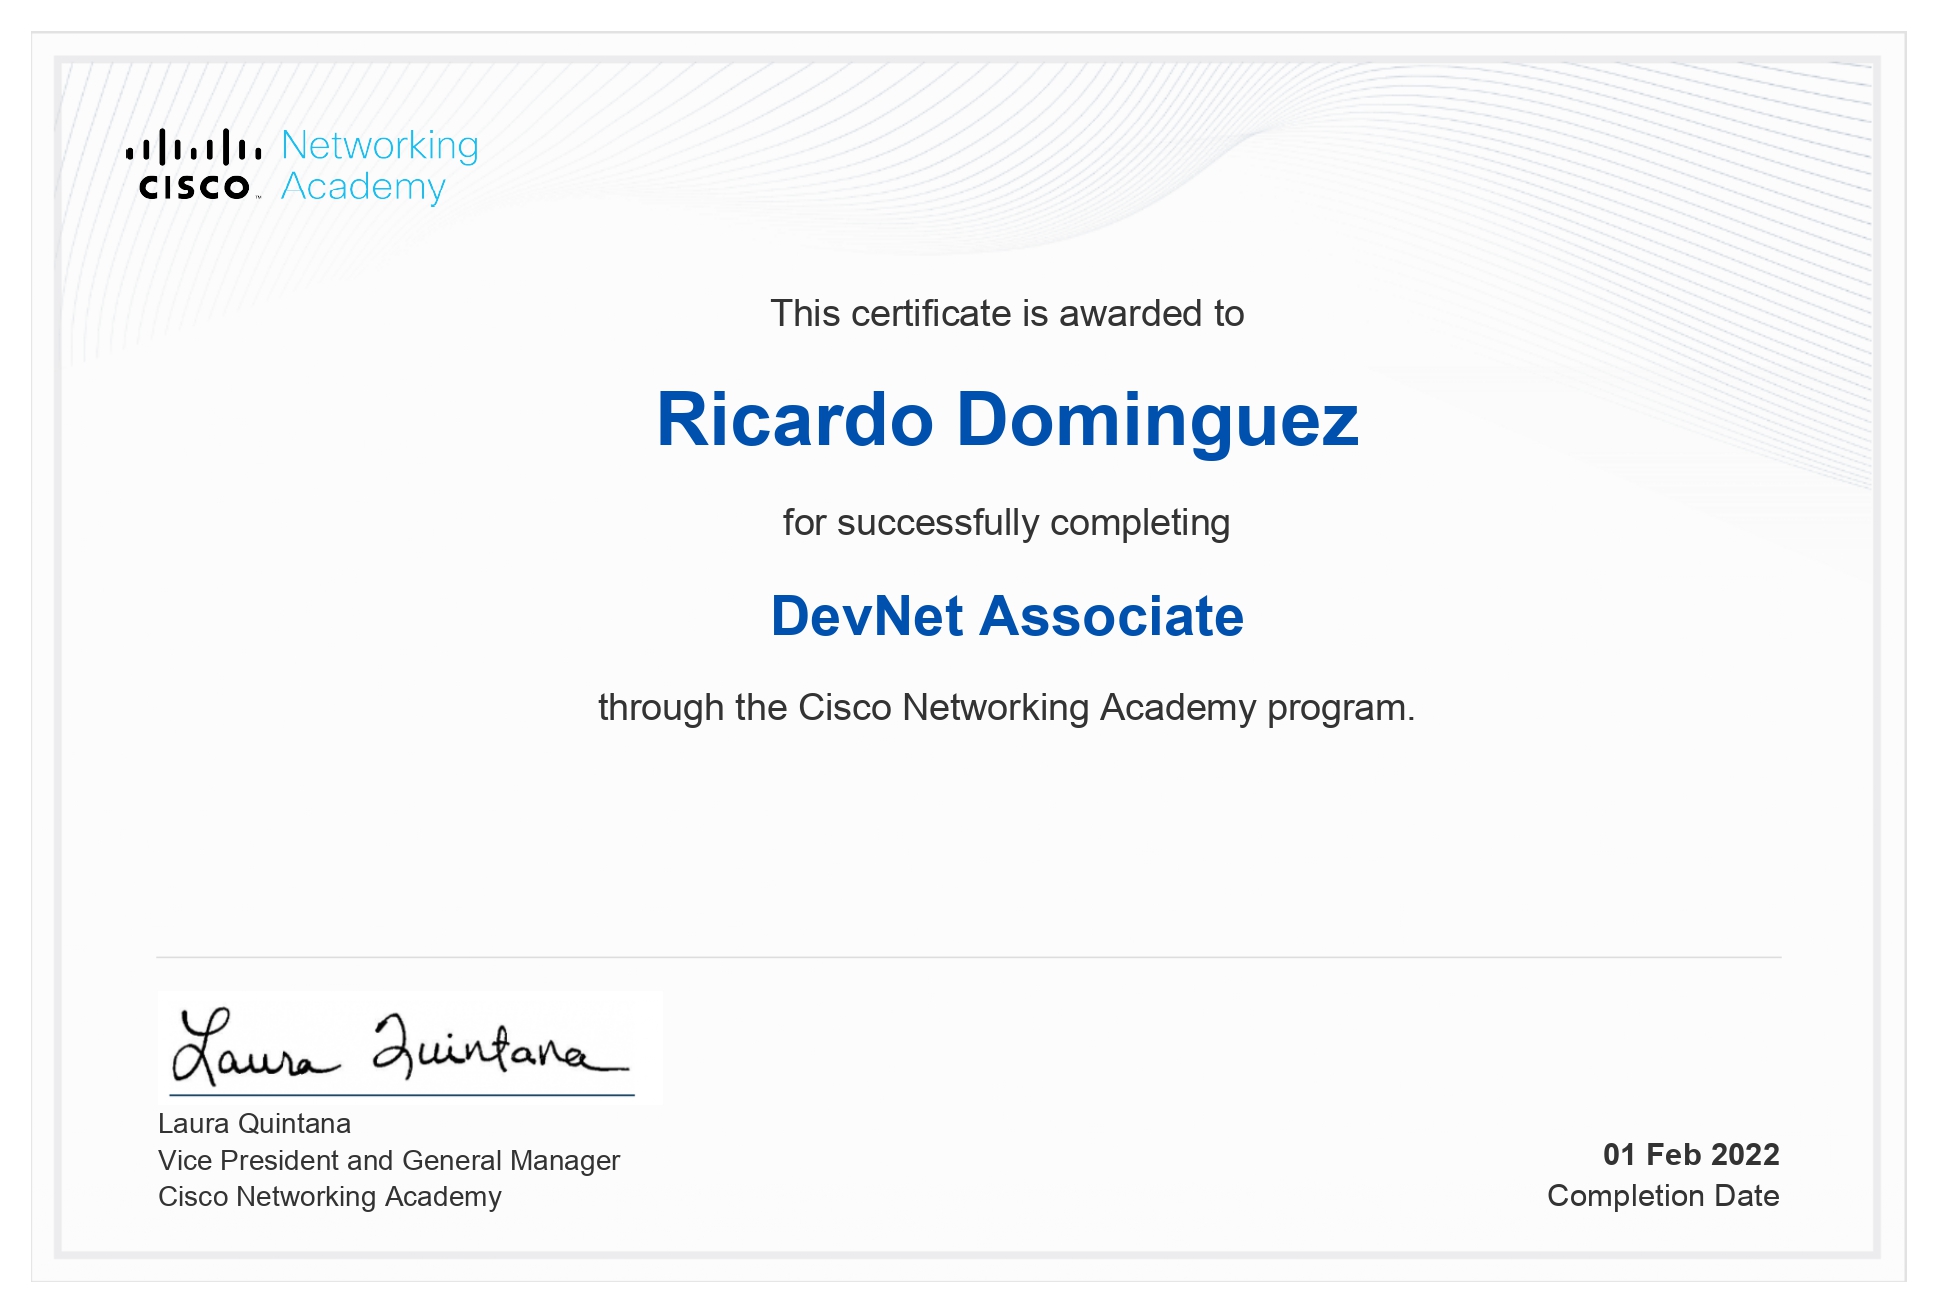 CISCO™ Networking
Academy
This certificate is awarded to
Ricardo Dominguez
for successfully completing
DevNet Associate
through the Cisco Networking Academy program.
Laura Quintana
Laura Quintana
Vice President and General Manager
Cisco Networking Academy
01 Feb 2022
Completion Date